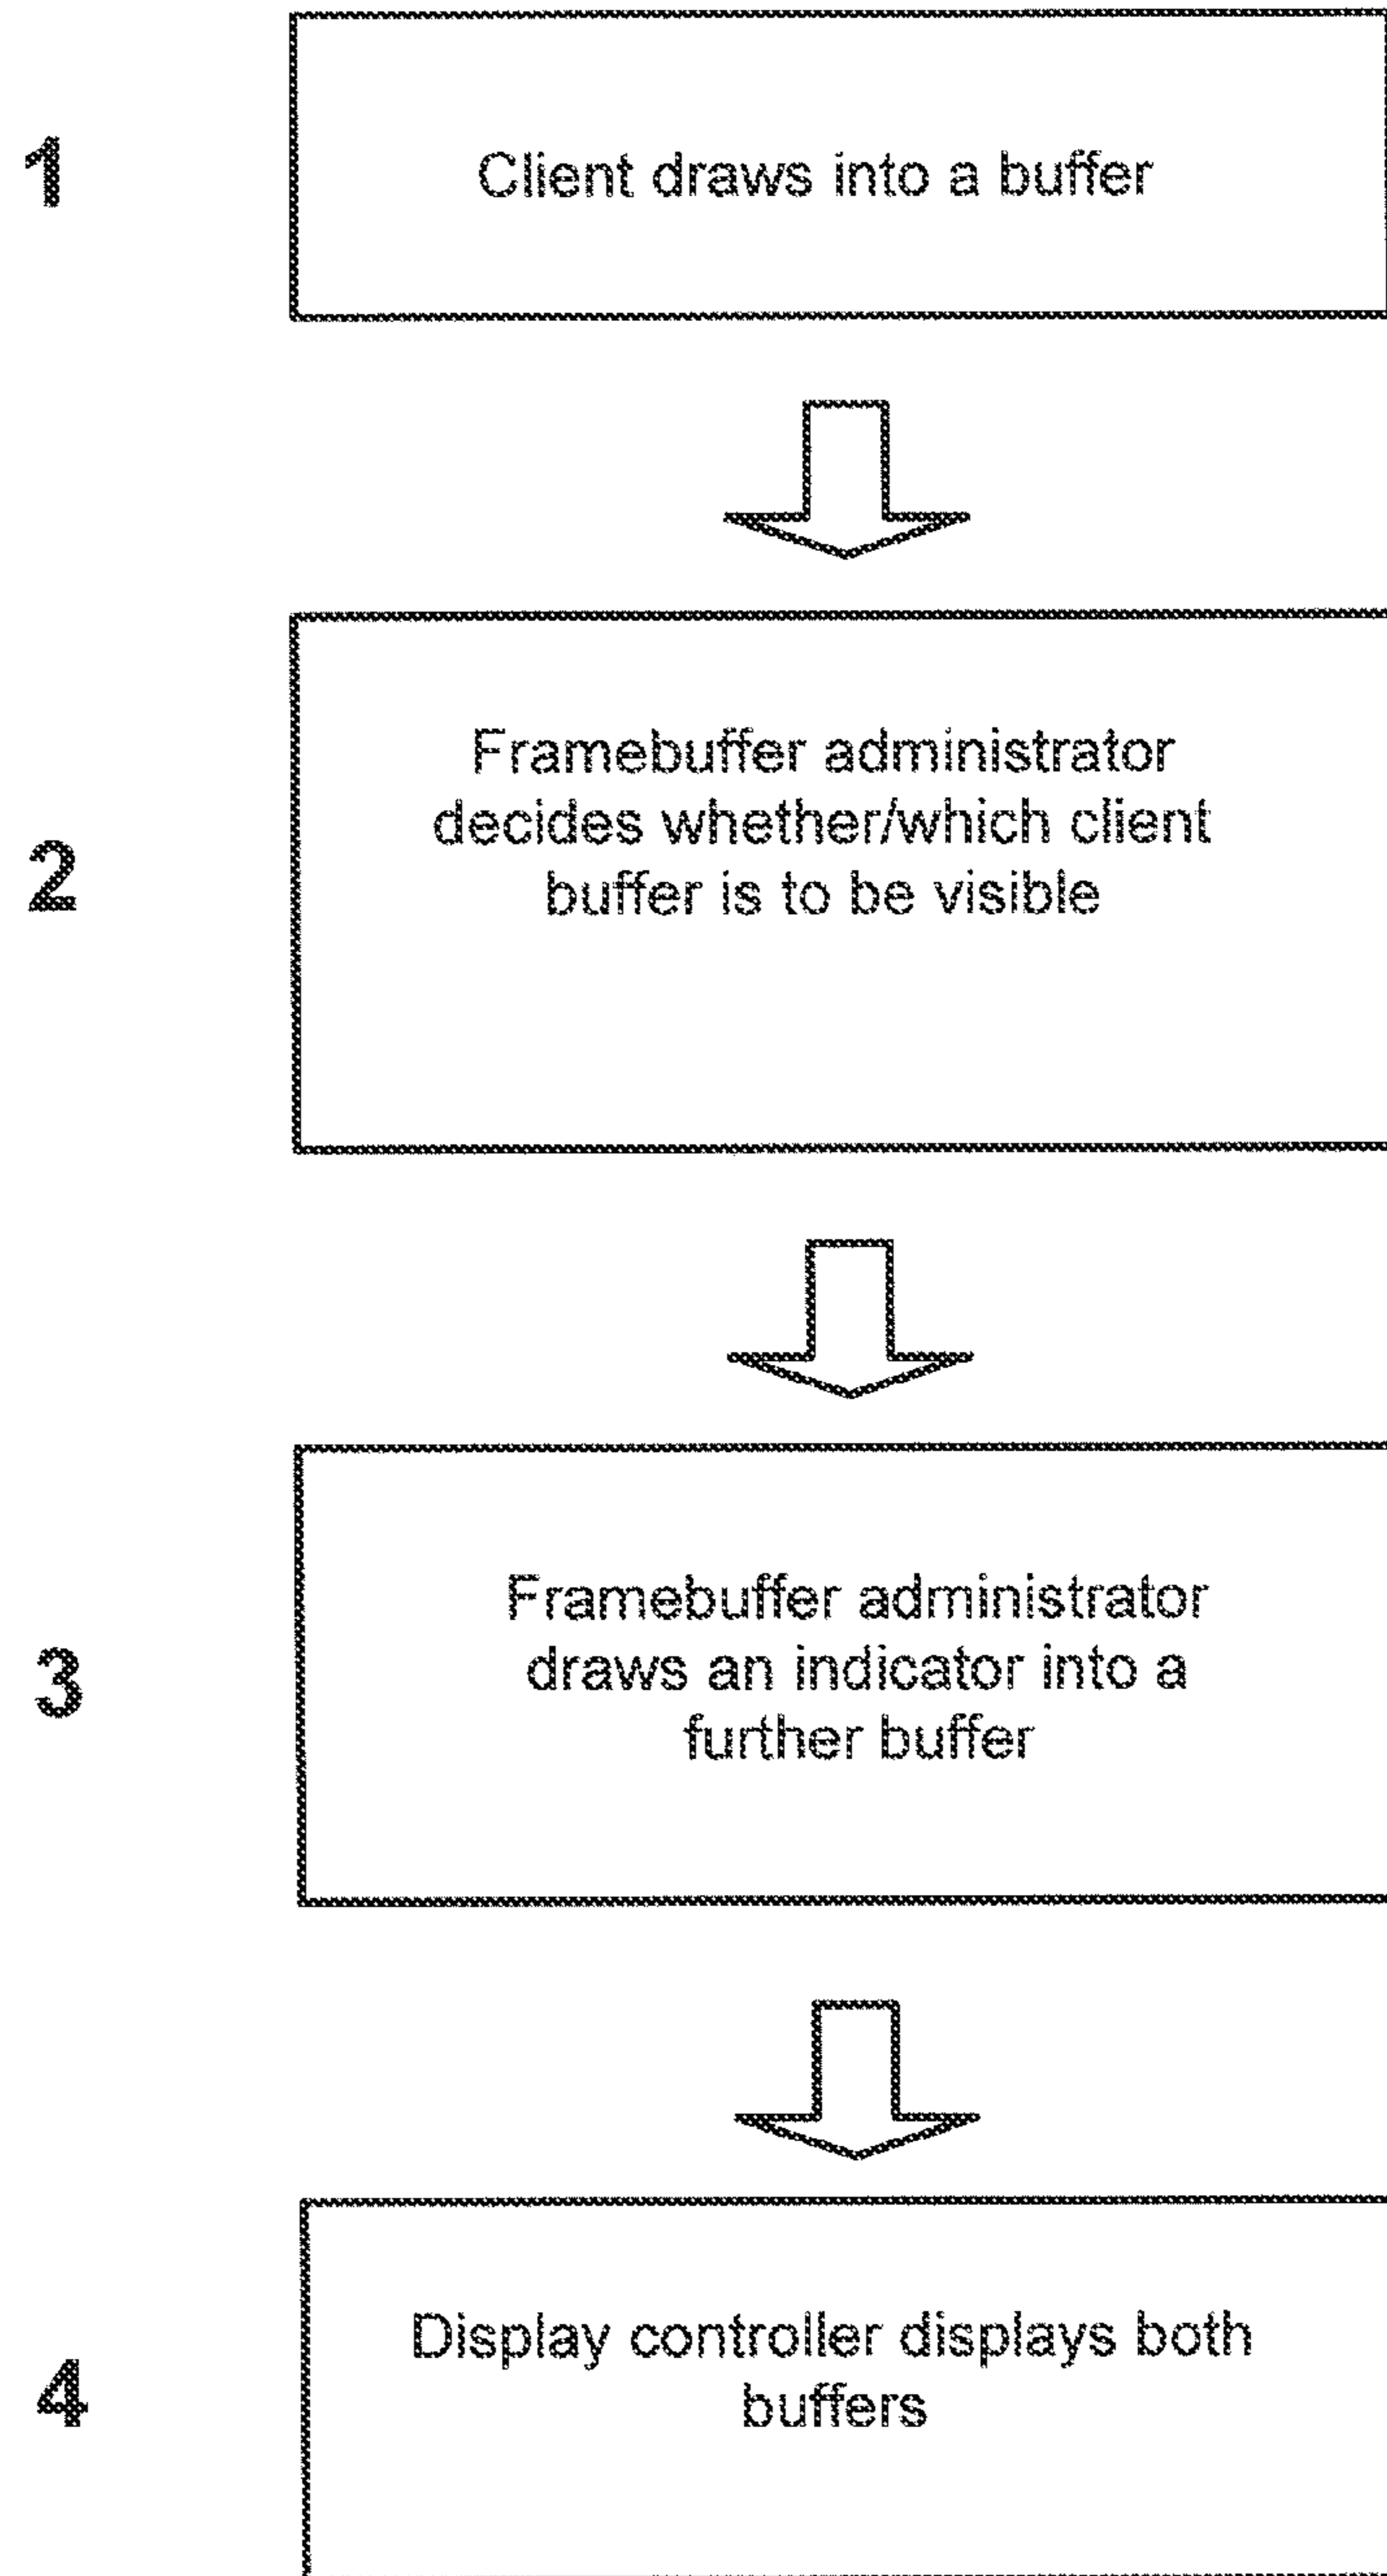 1
Client draws into a buffer
2
Framebuffer administrator
decides whether/which client
buffer is to be visible
3
Framebuffer administrator
draws an indicator into a
further buffer
4
Display controller displays both
buffers